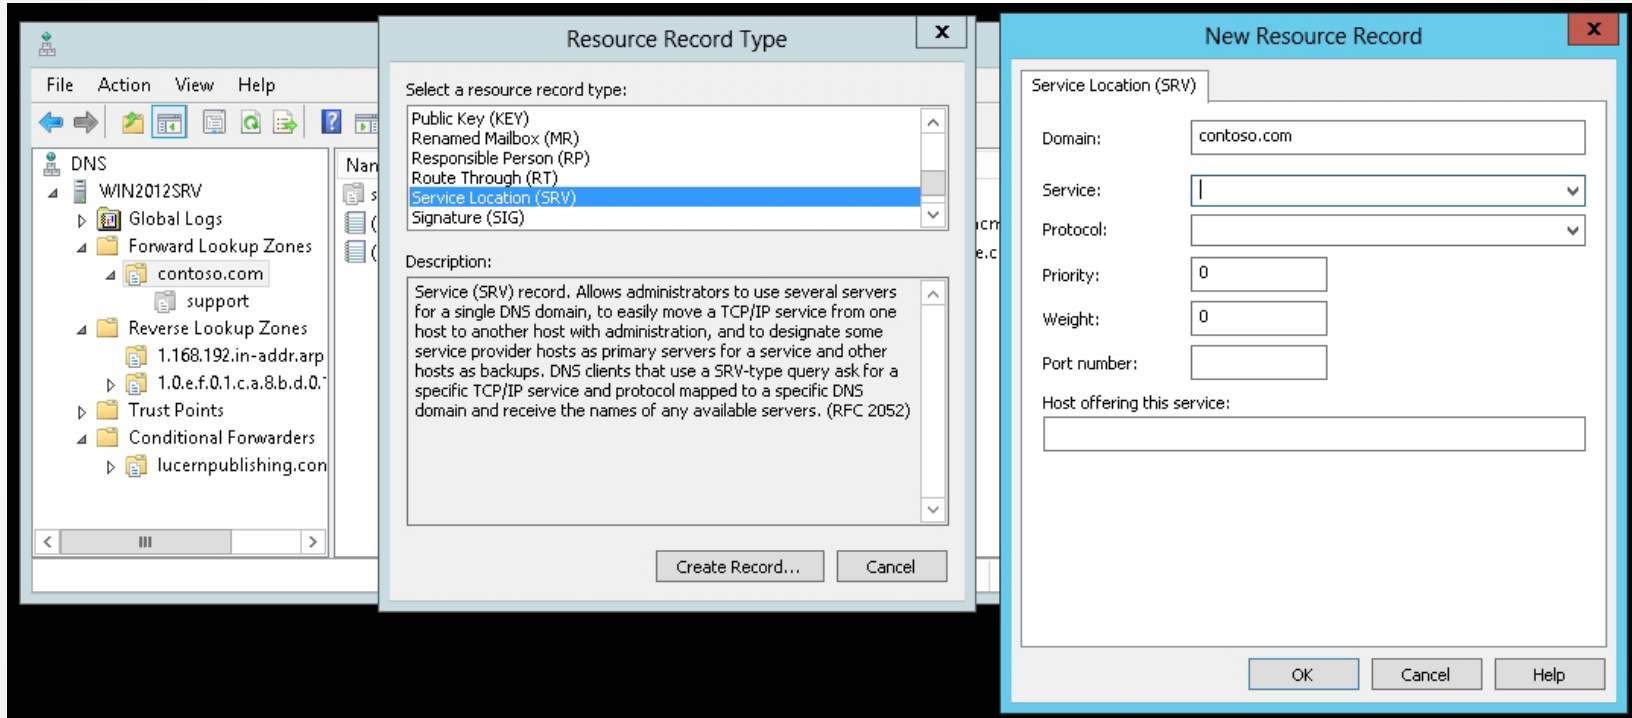 File Action View Help
DNS
WIN2012SRV
Global Logs
Forward Lookup Zones
contoso.com
support
Reverse Lookup Zones
1.168.192.in-addr.arp
1.0.e.f.0.1.c.a.8.b.d.0.
Trust Points
Conditional Forwarders
lucernpublishing.con
Nan
s
(
(
Resource Record Type
x
Select a resource record type:
Public Key (KEY)
Renamed Mailbox (MR)
Responsible Person (RP)
Route Through (RT)
Service Location (SRV)
Signature (SIG)
Description:
Service (SRV) record. Allows administrators to use several servers
for a single DNS domain, to easily move a TCP/IP service from one
host to another host with administration, and to designate some
service provider hosts as primary servers for a service and other
hosts as backups. DNS clients that use a SRV-type query ask for a
specific TCP/IP service and protocol mapped to a specific DNS
domain and receive the names of any available servers. (RFC 2052)
Create Record... Cancel
e.c
New Resource Record
x
Service Location (SRV)
Domain: contoso.com
Service:
Protocol:
Priority: 0
Weight: 0
Port number:
Host offering this service:
OK Cancel Help